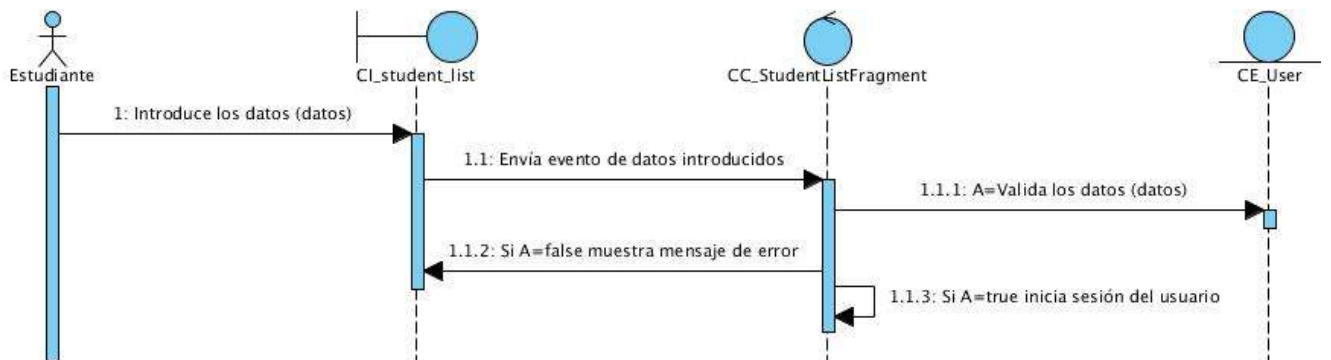 Estudiante
CI_student_list
CC_StudentListFragment
CE_User
1: Introduce los datos (datos)
1.1: Envía evento de datos introducidos
1.1.1: A=Valida los datos (datos)
1.1.2: Si A=false muestra mensaje de error
1.1.3: Si A=true inicia sesión del usuario